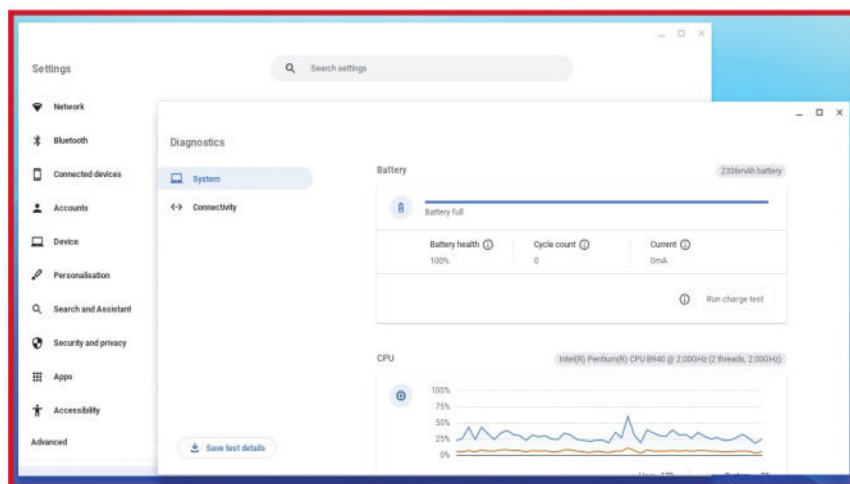 Settings
Search settings
Network
Bluetooth
Connected devices
Accounts
Device
Personalisation
Search and Assistant
Security and privacy
Apps
Accessibility
Advanced
Diagnostics
System
Connectivity
Save test details
Battery
2336mAh battery
Battery full
Battery health
100%
Cycle count
0
Current
0mA
Run charge test
CPU
Intel(R) Pentium(R) CPU B940 @ 2.00GHz (2 threads, 2.00GHz)
100%
75%
50%
25%
0%